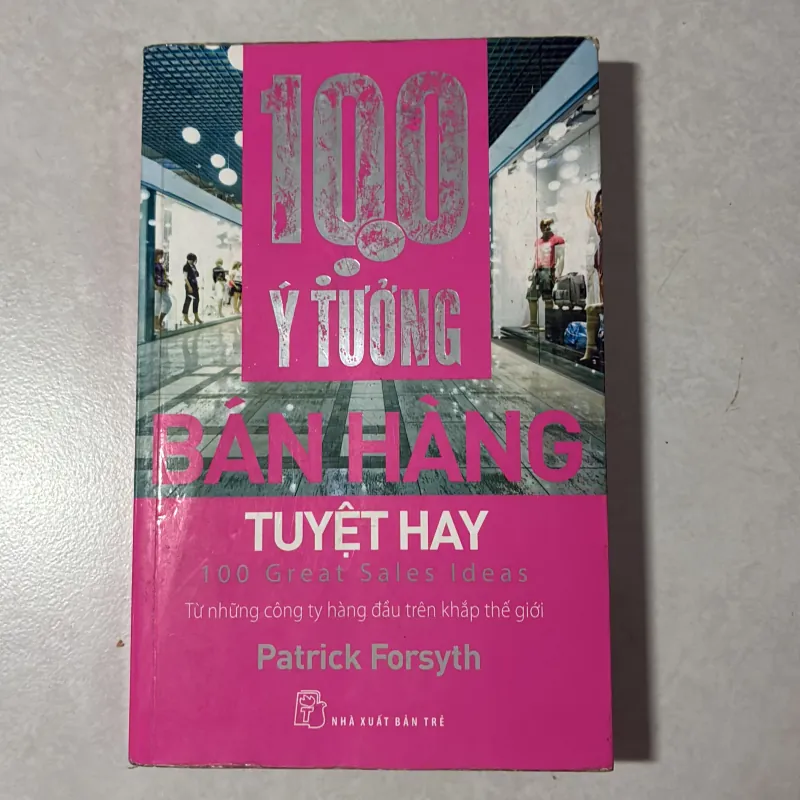 100
Ý TƯỞNG
BÁN HÀNG
TUYỆT HAY
100 Great Sales Ideas
Từ những công ty hàng đầu trên khắp thế giới
Patrick Forsyth
NHÀ XUẤT BẢN TRẺ